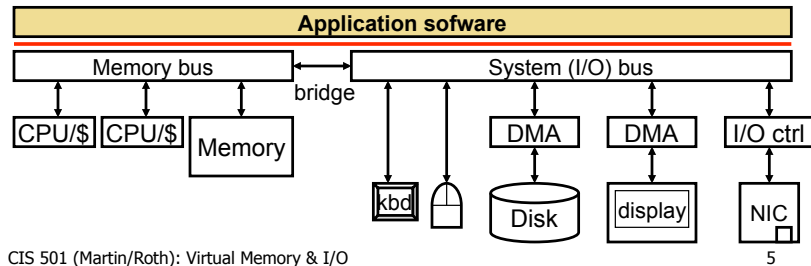 Application sofware
Memory bus
System (I/O) bus
bridge
CPU/$ CPU/$ Memory
DMA DMA I/O ctrl
kbd Disk display NIC
CIS 501 (Martin/Roth): Virtual Memory & I/O 5